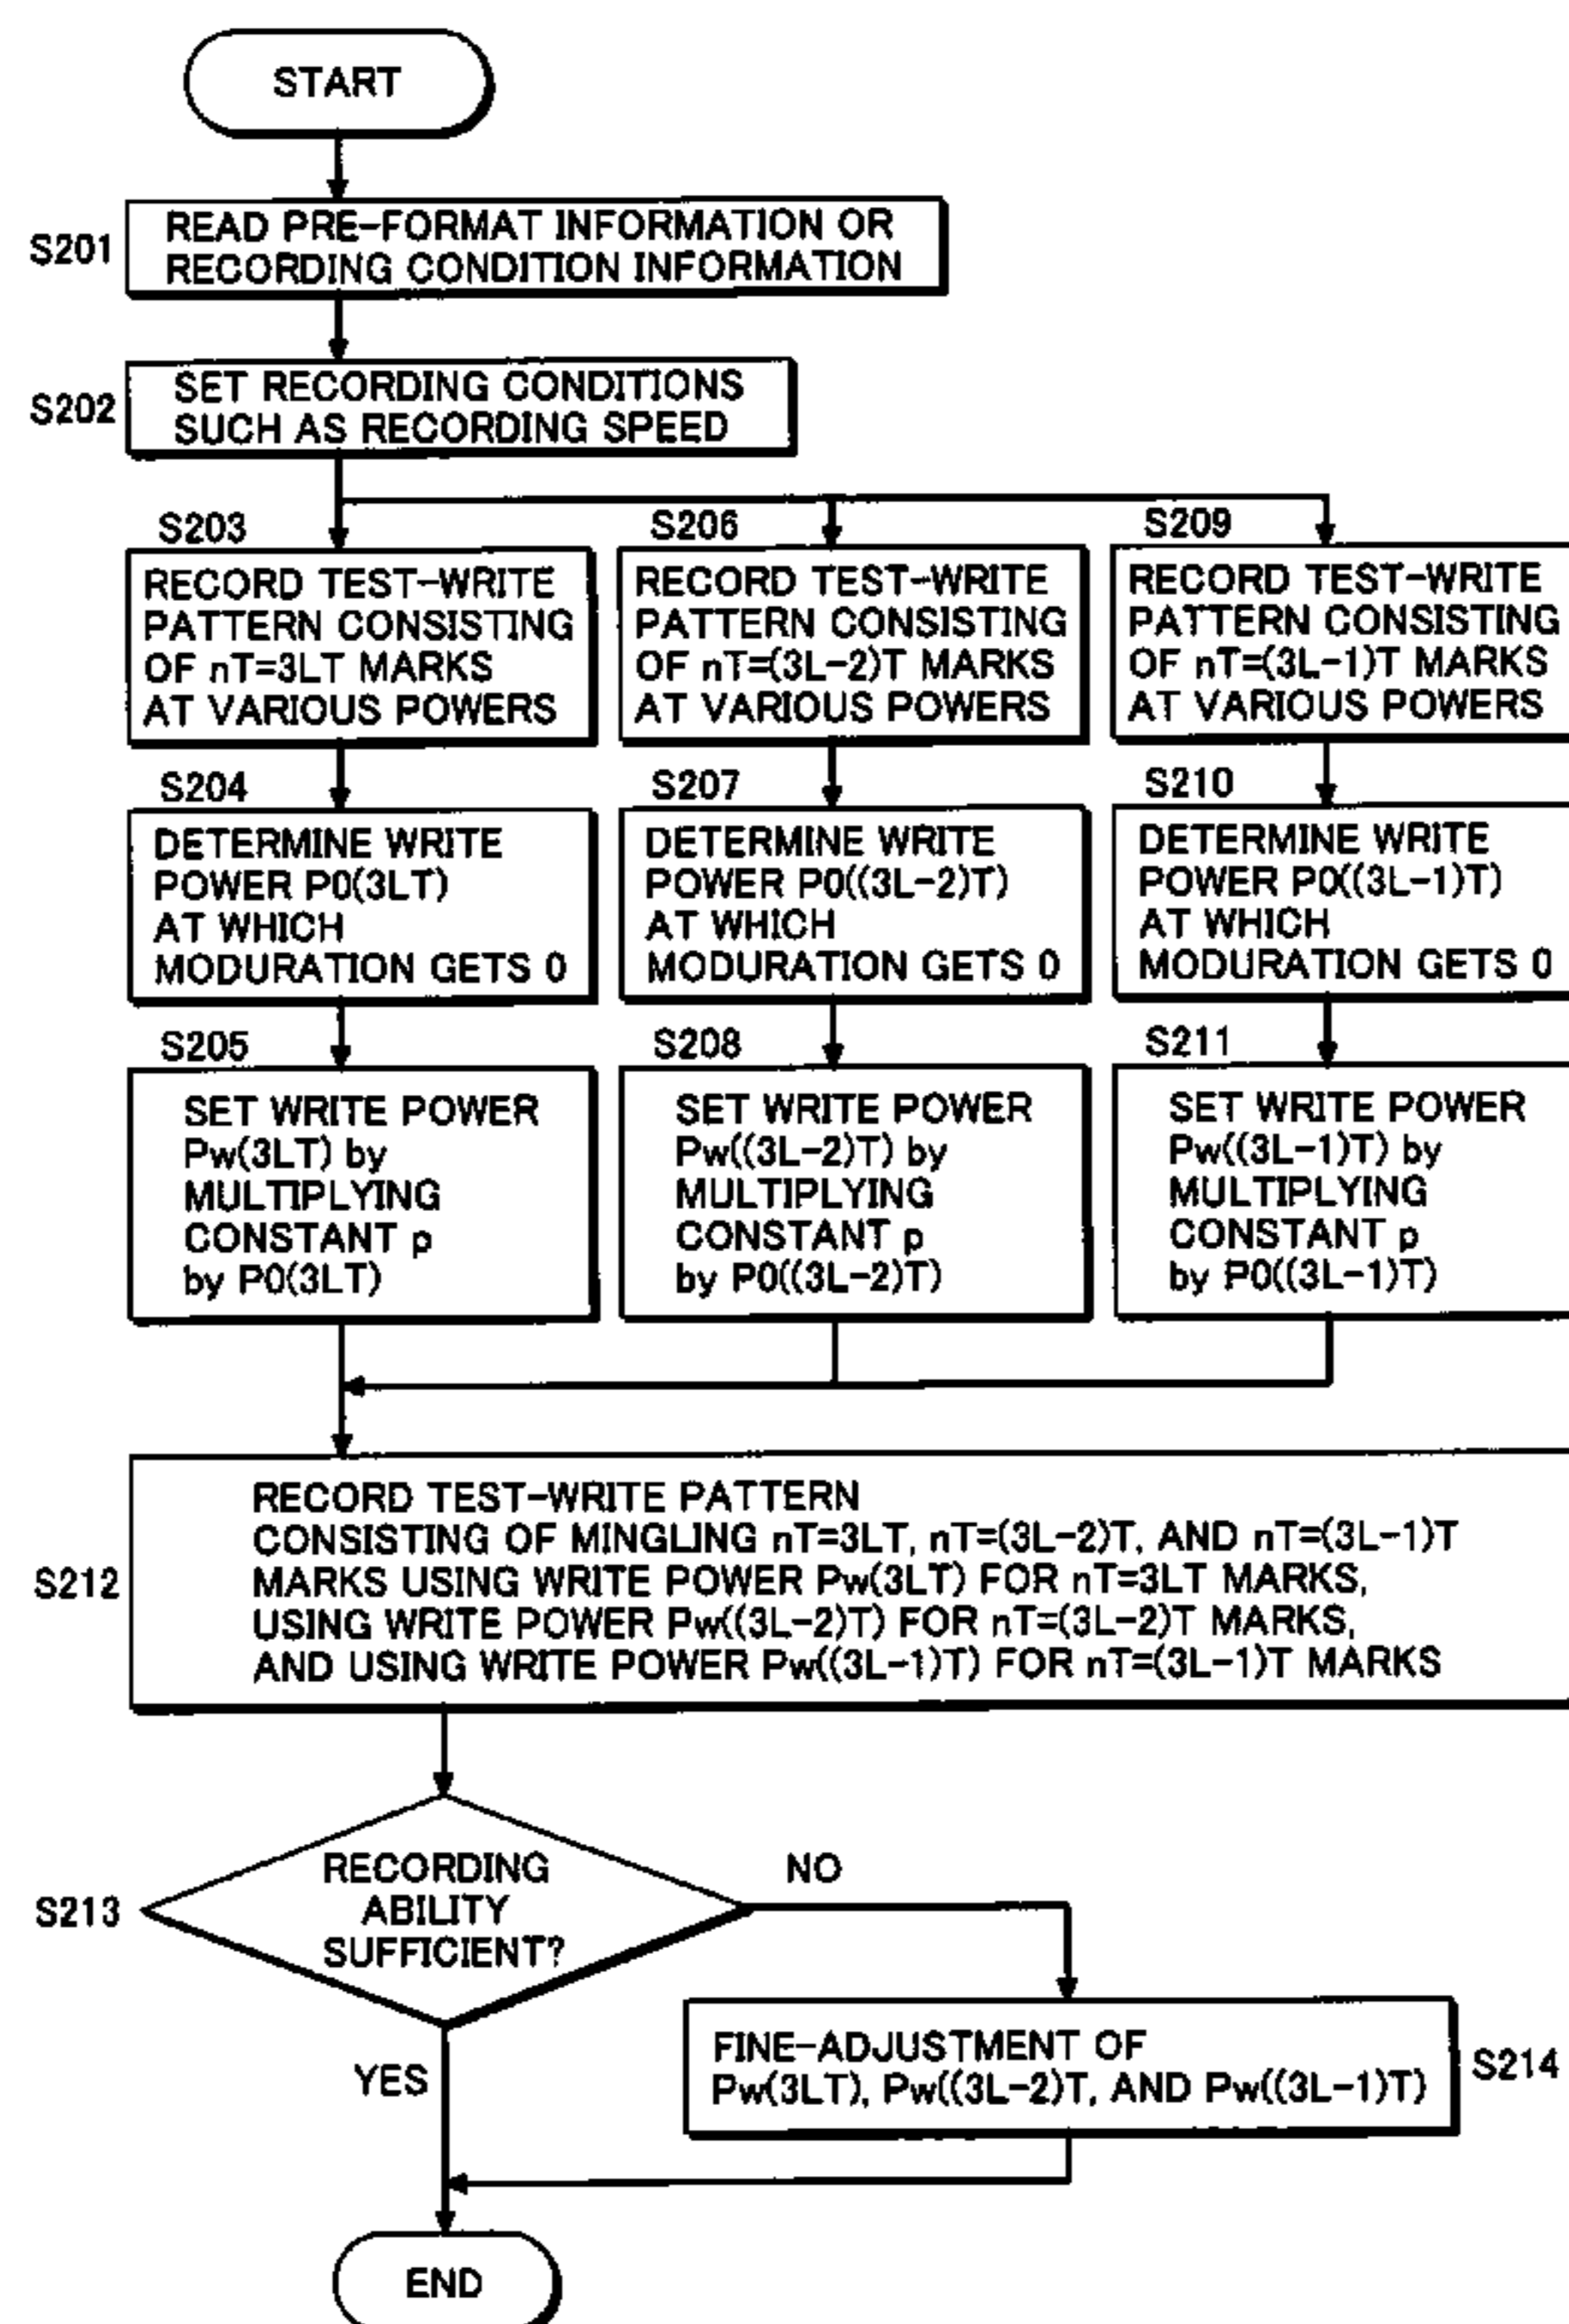 START
S201
READ PRE-FORMAT INFORMATION OR
RECORDING CONDITION INFORMATION
S202
SET RECORDING CONDITIONS
SUCH AS RECORDING SPEED
S203
RECORD TEST-WRITE
PATTERN CONSISTING
OF nT=3LT MARKS
AT VARIOUS POWERS
S206
RECORD TEST-WRITE
PATTERN CONSISTING
OF nT=(3L-2)T MARKS
AT VARIOUS POWERS
S209
RECORD TEST-WRITE
PATTERN CONSISTING
OF nT=(3L-1)T MARKS
AT VARIOUS POWERS
S204
DETERMINE WRITE
POWER P0(3LT)
AT WHICH
MODURATION GETS 0
S207
DETERMINE WRITE
POWER P0((3L-2)T)
AT WHICH
MODURATION GETS 0
S210
DETERMINE WRITE
POWER P0((3L-1)T)
AT WHICH
MODURATION GETS 0
S205
SET WRITE POWER
Pw(3LT) by
MULTIPLYING
CONSTANT p
by P0(3LT)
S208
SET WRITE POWER
Pw((3L-2)T) by
MULTIPLYING
CONSTANT p
by P0((3L-2)T)
S211
SET WRITE POWER
Pw((3L-1)T) by
MULTIPLYING
CONSTANT p
by P0((3L-1)T)
S212
RECORD TEST-WRITE PATTERN
CONSISTING OF MINGLING nT=3LT, nT=(3L-2)T, AND nT=(3L-1)T
MARKS USING WRITE POWER Pw(3LT) FOR nT=3LT MARKS,
USING WRITE POWER Pw((3L-2)T) FOR nT=(3L-2)T MARKS,
AND USING WRITE POWER Pw((3L-1)T) FOR nT=(3L-1)T MARKS
S213
RECORDING
ABILITY
SUFFICIENT?
NO
YES
FINE-ADJUSTMENT OF
Pw(3LT), Pw((3L-2)T, AND Pw((3L-1)T)
S214
END